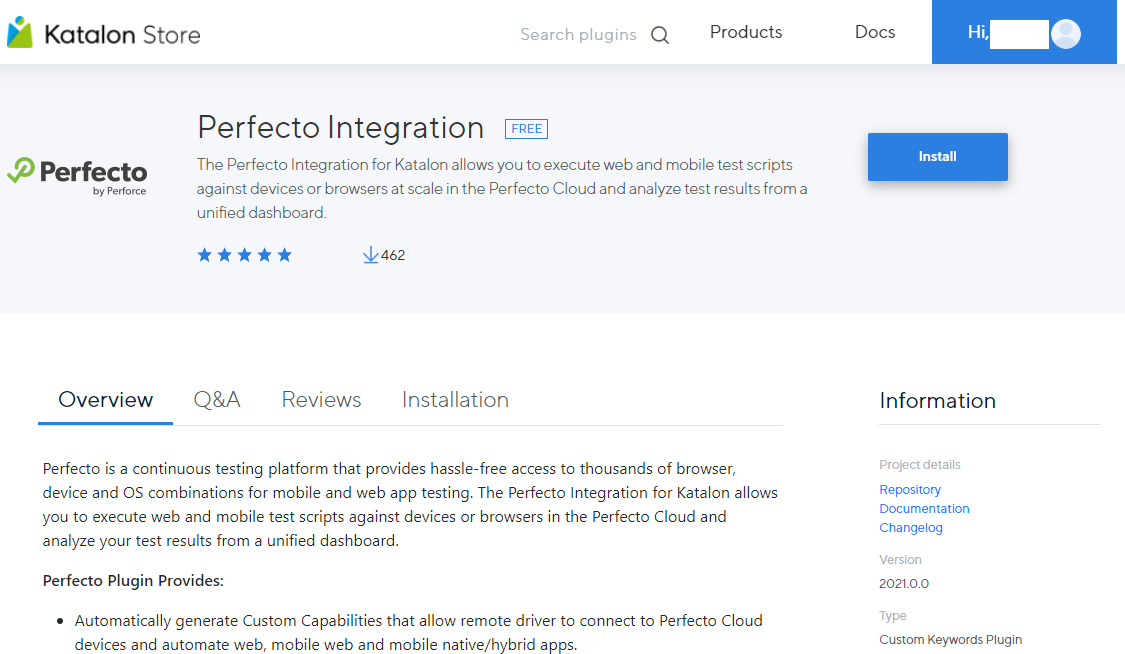 Katalon Store
Search plugins
Products
Docs
Hi,
Perfecto
by Perforce
Perfecto Integration
FREE
The Perfecto Integration for Katalon allows you to execute web and mobile test scripts
against devices or browsers at scale in the Perfecto Cloud and analyze test results from a
unified dashboard.
462
Install
Overview
Q&A
Reviews
Installation
Perfecto is a continuous testing platform that provides hassle-free access to thousands of browser,
device and OS combinations for mobile and web app testing. The Perfecto Integration for Katalon allows
you to execute web and mobile test scripts against devices or browsers in the Perfecto Cloud and
analyze your test results from a unified dashboard.
Perfecto Plugin Provides:
• Automatically generate Custom Capabilities that allow remote driver to connect to Perfecto Cloud
devices and automate web, mobile web and mobile native/hybrid apps.
Information
Project details
Repository
Documentation
Changelog
Version
2021.0.0
Type
Custom Keywords Plugin